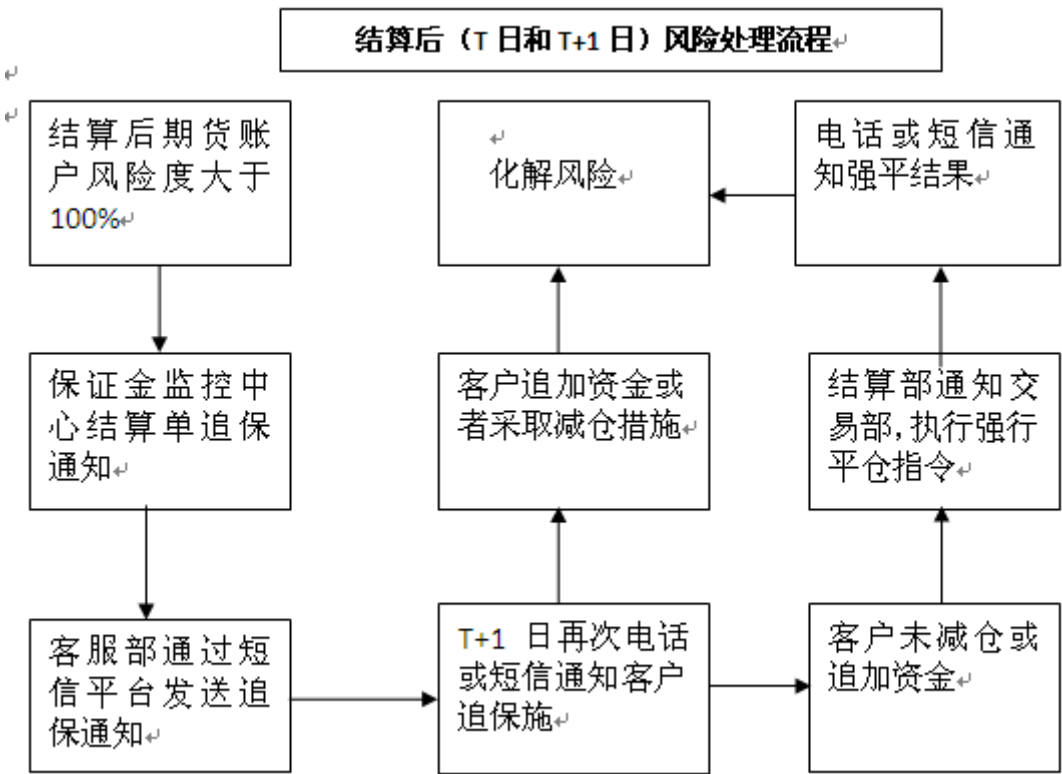 结算后（T 日和 T+1 日）风险处理流程
结算后期货账
户风险度大于
100%
化解风险
电话或短信通
知强平结果
保证金监控中
心结算单追保
通知
客户追加资金或
者采取减仓措施
结算部通知交
易部,执行强行
平仓指令
客服部通过短
信平台发送追
保通知
T+1 日再次电话
或短信通知客户
追保施
客户未减仓或
追加资金